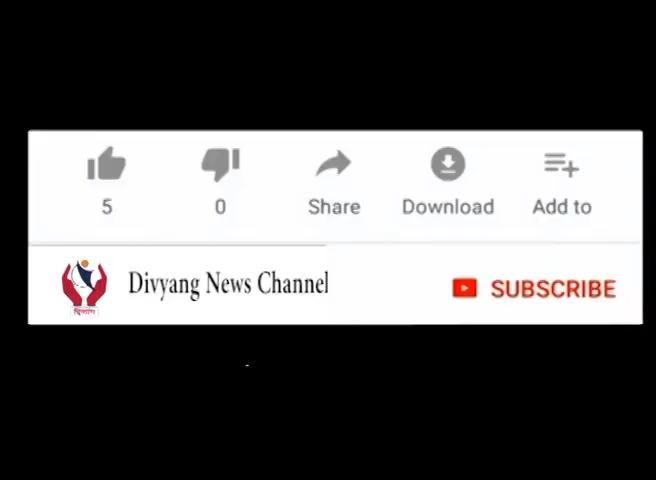 5 0 Share Download Add to
Divyang News Channel SUBSCRIBE
दिव्यांग